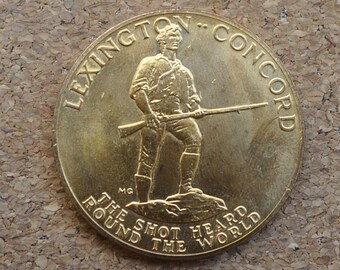 LEXINGTON - CONCORD
MG
THE SHOT HEARD
ROUND THE WORLD